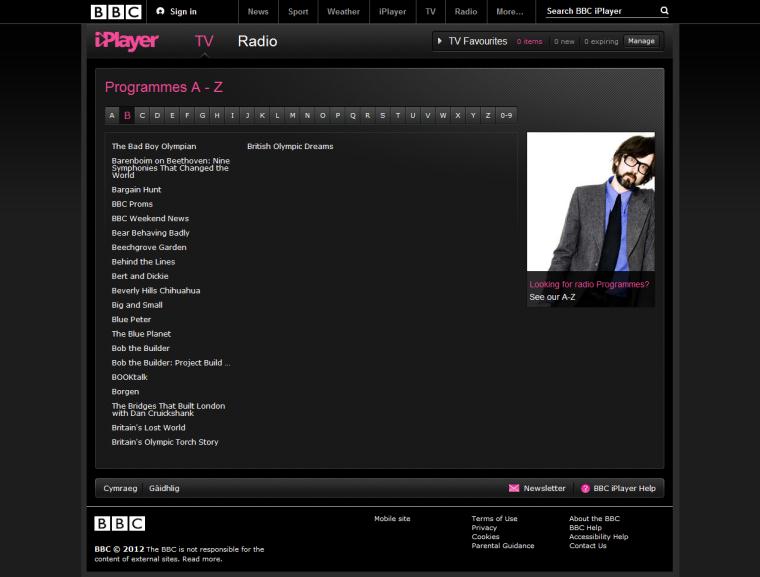 BBC Sign in News Sport Weather iPlayer TV Radio More... Search BBC iPlayer
iPlayer TV Radio TV Favourites 0 items 0 new 0 expiring Manage
Programmes A - Z
A B C D E F G H I J K L M N O P Q R S T U V W X Y Z 0-9
The Bad Boy Olympian
Barenboim on Beethoven: Nine
Symphonies That Changed the
World
Bargain Hunt
BBC Proms
BBC Weekend News
Bear Behaving Badly
Beechgrove Garden
Behind the Lines
Bert and Dickie
Beverly Hills Chihuahua
Big and Small
Blue Peter
The Blue Planet
Bob the Builder
Bob the Builder: Project Build ...
BOOKtalk
Borgen
The Bridges That Built London
with Dan Cruickshank
Britain's Lost World
Britain's Olympic Torch Story
British Olympic Dreams
Looking for radio Programmes?
See our A-Z
Cymraeg Gàidhlig Newsletter ? BBC iPlayer Help
BBC
BBC © 2012 The BBC is not responsible for the
content of external sites. Read more.
Mobile site
Terms of Use
Privacy
Cookies
Parental Guidance
About the BBC
BBC Help
Accessibility Help
Contact Us